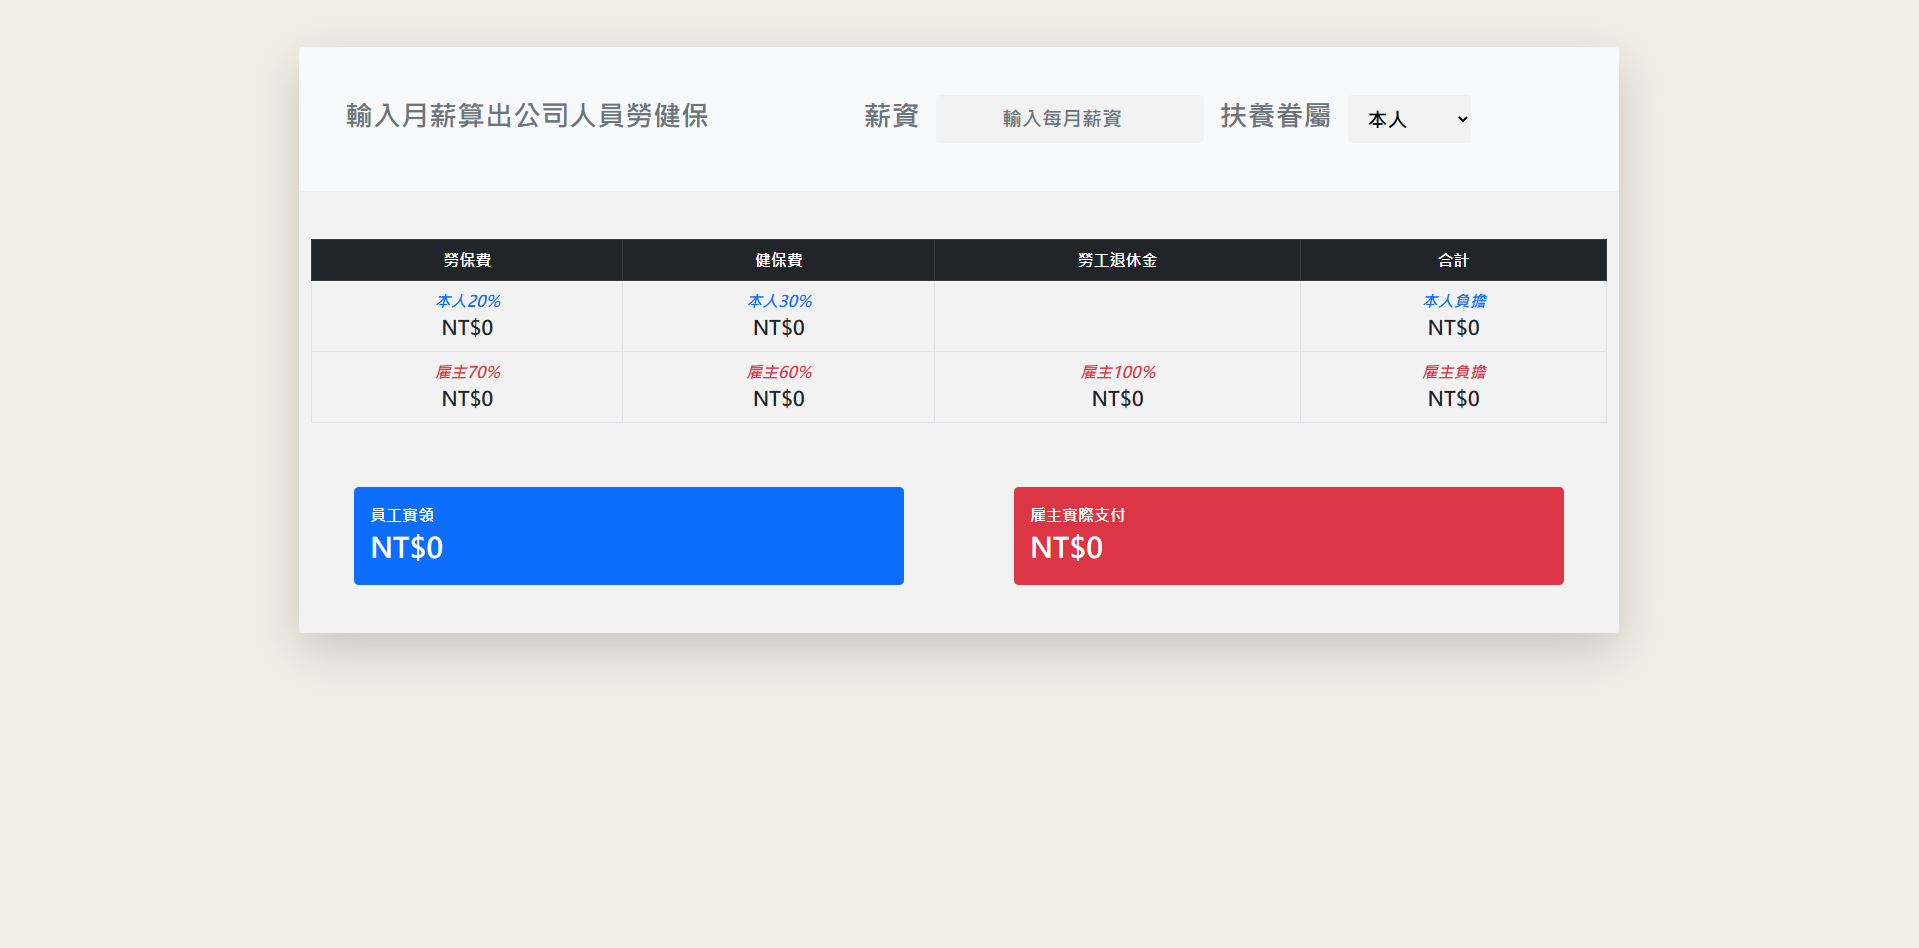 輸入月薪算出公司人員勞健保
薪資 輸入每月薪資 扶養眷屬 本人
勞保費 健保費 勞工退休金 合計
本人20% 本人30% 本人負擔
NT$0 NT$0 NT$0
雇主70% 雇主60% 雇主100% 雇主負擔
NT$0 NT$0 NT$0 NT$0
員工實領 雇主實際支付
NT$0 NT$0